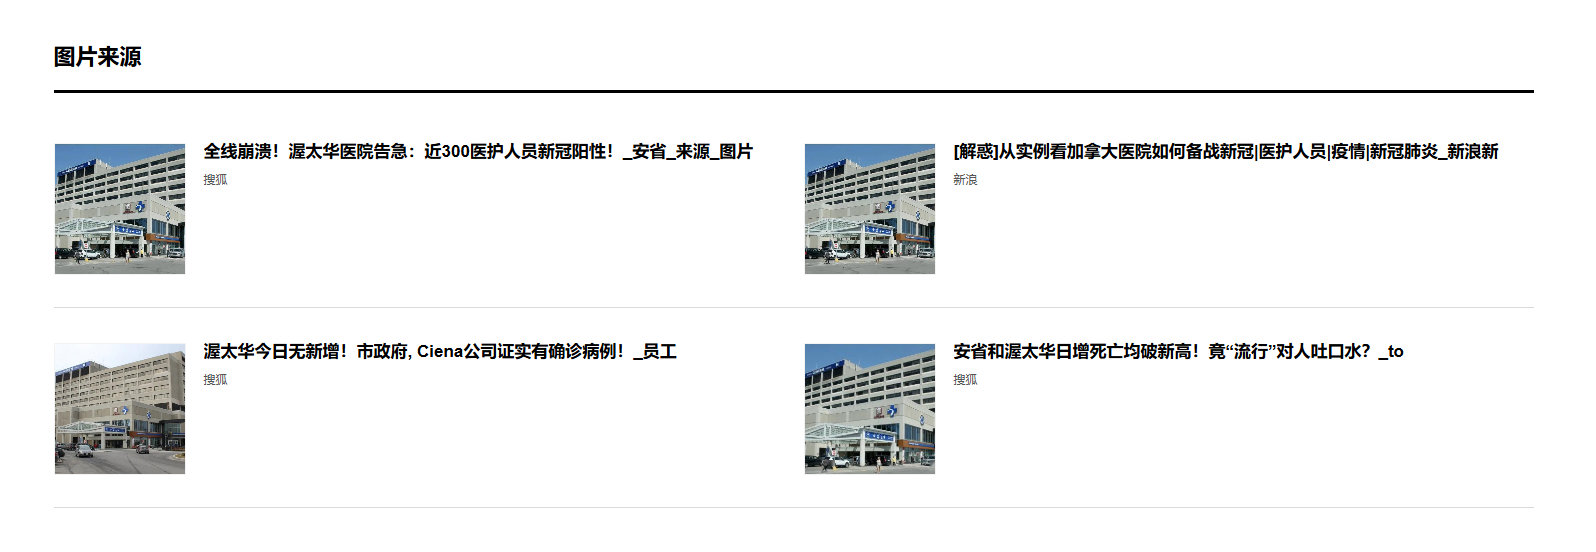 图片来源
全线崩溃！渥太华医院告急：近300医护人员新冠阳性！_安省_来源_图片
搜狐
[解惑]从实例看加拿大医院如何备战新冠|医护人员|疫情|新冠肺炎_新浪新
新浪
渥太华今日无新增！市政府, Ciena公司证实有确诊病例！_员工
搜狐
安省和渥太华日增死亡均破新高！竟“流行”对人吐口水？_to
搜狐